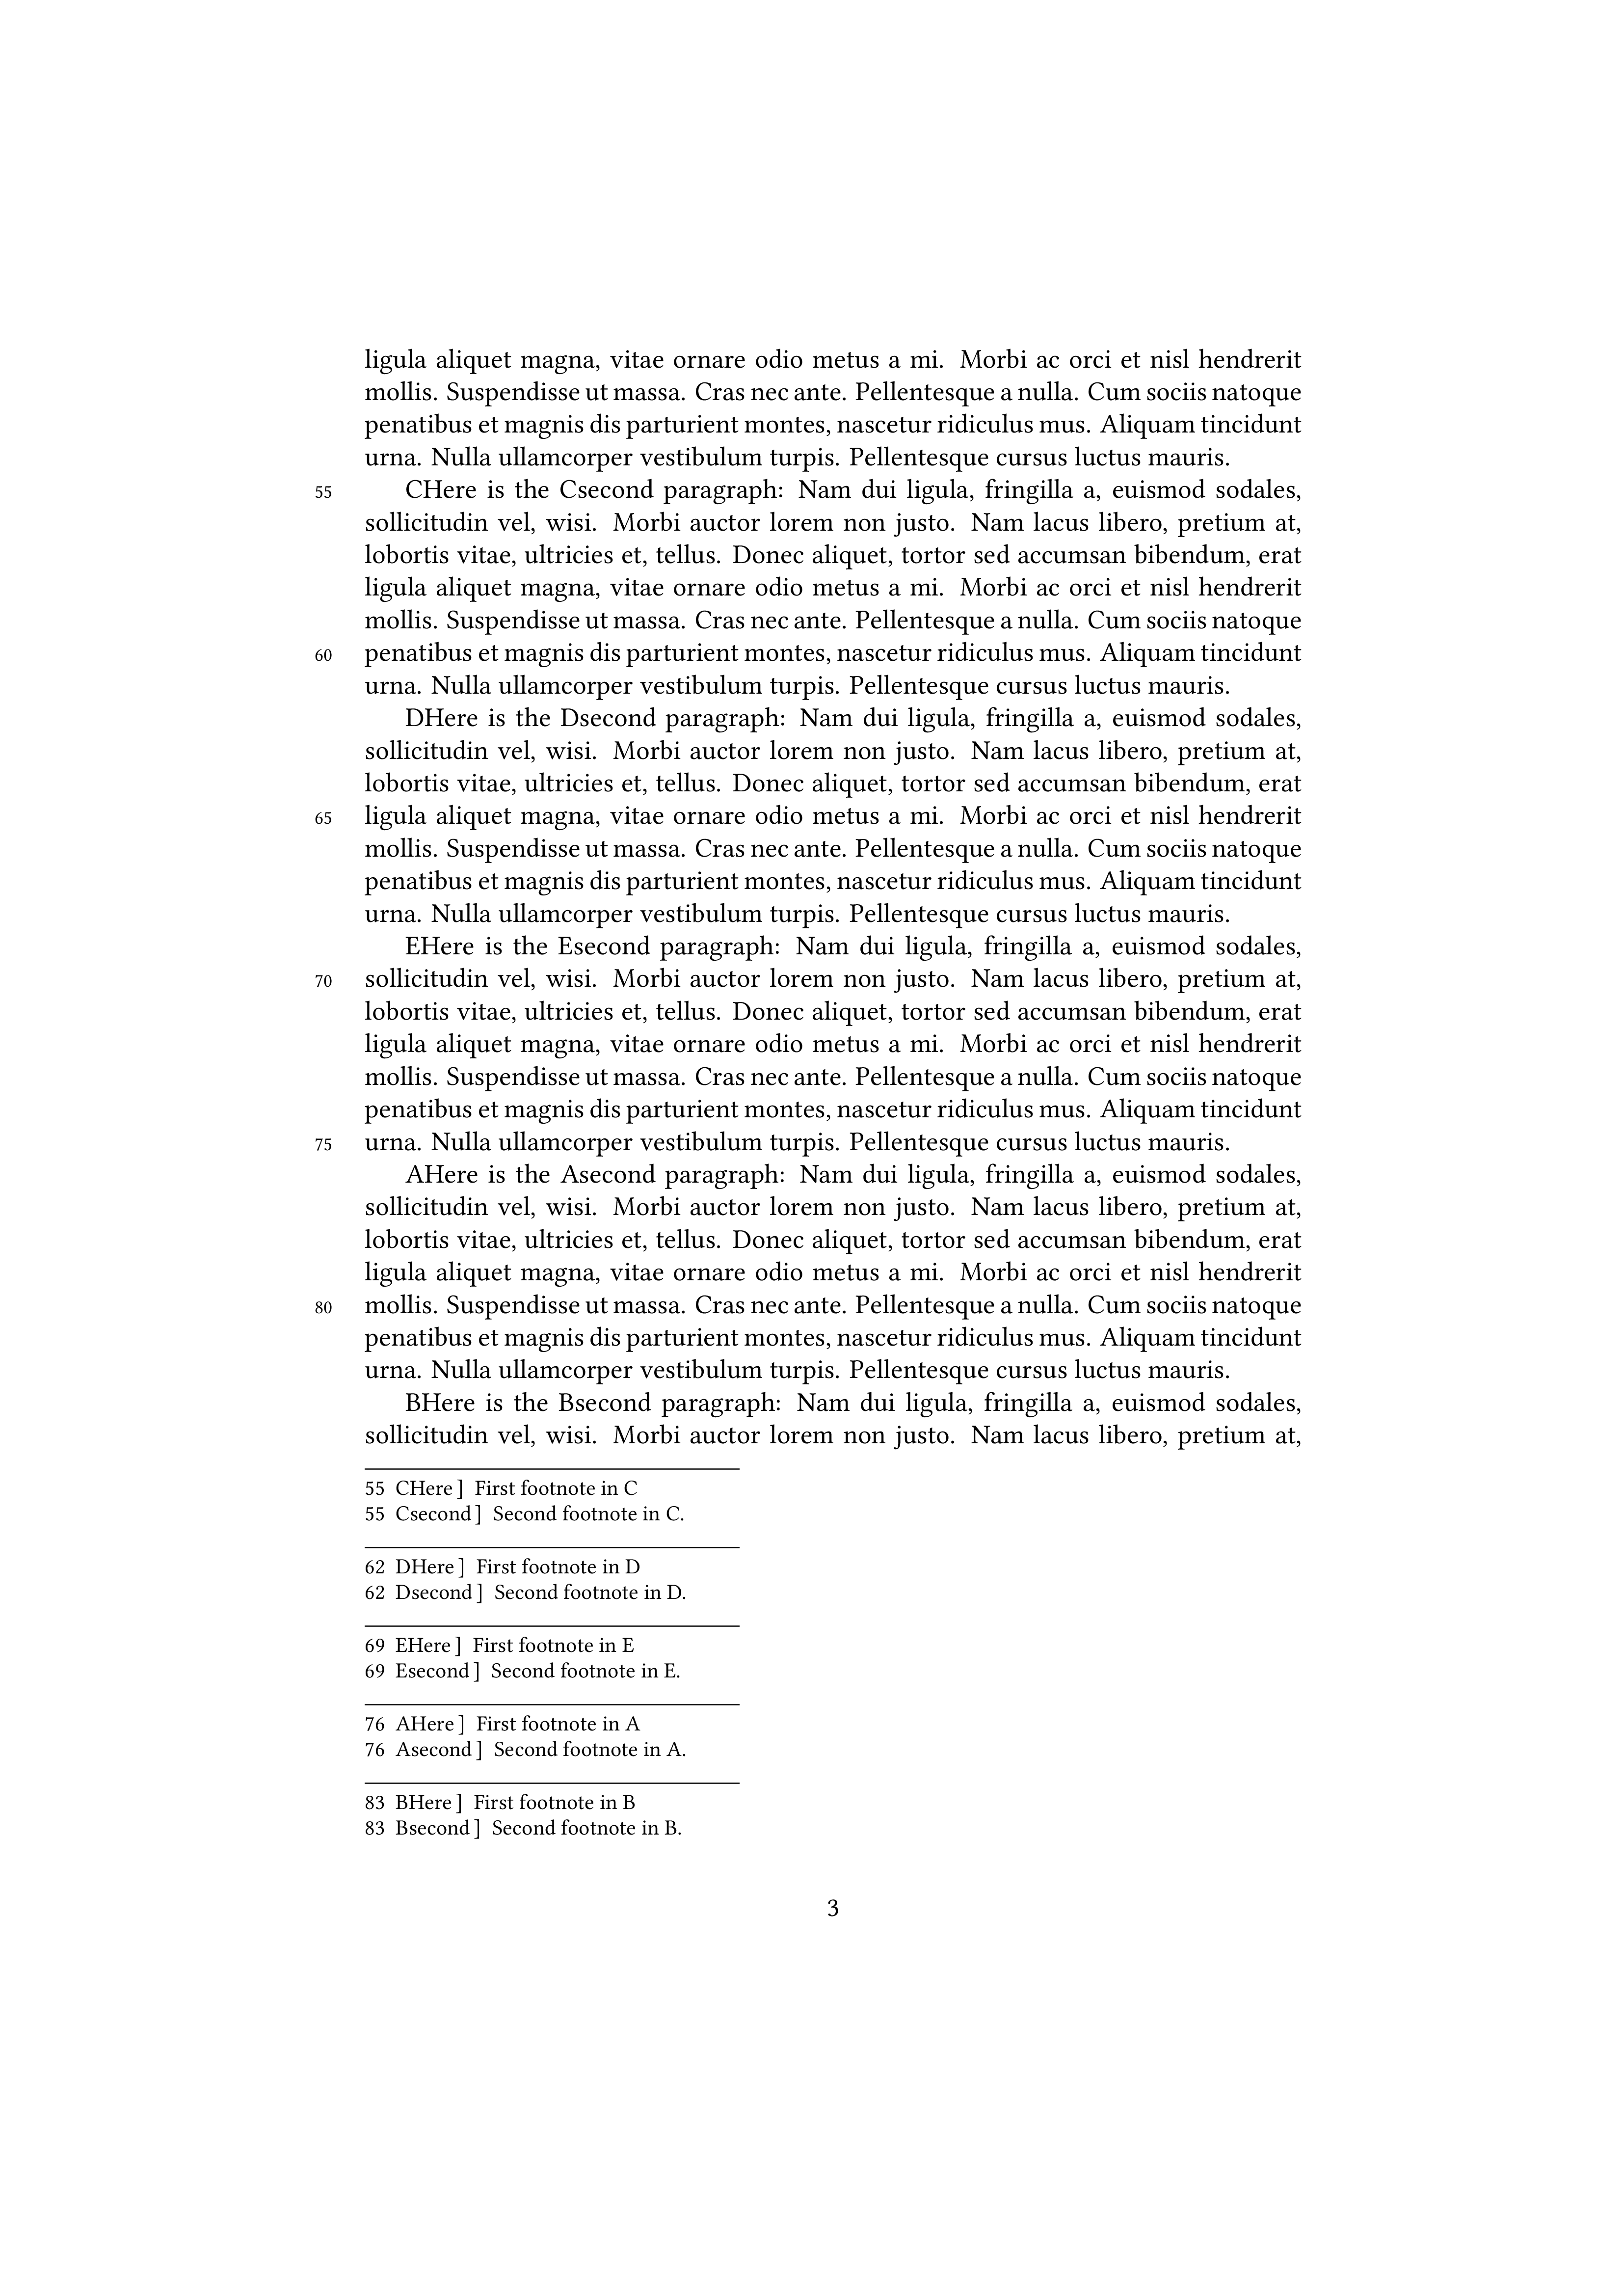 ligula aliquet magna, vitae ornare odio metus a mi. Morbi ac orci et nisl hendrerit
mollis. Suspendisse ut massa. Cras nec ante. Pellentesque a nulla. Cum sociis natoque
penatibus et magnis dis parturient montes, nascetur ridiculus mus. Aliquam tincidunt
urna. Nulla ullamcorper vestibulum turpis. Pellentesque cursus luctus mauris.
55 CHere is the Csecond paragraph: Nam dui ligula, fringilla a, euismod sodales,
sollicitudin vel, wisi. Morbi auctor lorem non justo. Nam lacus libero, pretium at,
lobortis vitae, ultricies et, tellus. Donec aliquet, tortor sed accumsan bibendum, erat
ligula aliquet magna, vitae ornare odio metus a mi. Morbi ac orci et nisl hendrerit
mollis. Suspendisse ut massa. Cras nec ante. Pellentesque a nulla. Cum sociis natoque
60 penatibus et magnis dis parturient montes, nascetur ridiculus mus. Aliquam tincidunt
urna. Nulla ullamcorper vestibulum turpis. Pellentesque cursus luctus mauris.
DHere is the Dsecond paragraph: Nam dui ligula, fringilla a, euismod sodales,
sollicitudin vel, wisi. Morbi auctor lorem non justo. Nam lacus libero, pretium at,
lobortis vitae, ultricies et, tellus. Donec aliquet, tortor sed accumsan bibendum, erat
65 ligula aliquet magna, vitae ornare odio metus a mi. Morbi ac orci et nisl hendrerit
mollis. Suspendisse ut massa. Cras nec ante. Pellentesque a nulla. Cum sociis natoque
penatibus et magnis dis parturient montes, nascetur ridiculus mus. Aliquam tincidunt
urna. Nulla ullamcorper vestibulum turpis. Pellentesque cursus luctus mauris.
EHere is the Esecond paragraph: Nam dui ligula, fringilla a, euismod sodales,
70 sollicitudin vel, wisi. Morbi auctor lorem non justo. Nam lacus libero, pretium at,
lobortis vitae, ultricies et, tellus. Donec aliquet, tortor sed accumsan bibendum, erat
ligula aliquet magna, vitae ornare odio metus a mi. Morbi ac orci et nisl hendrerit
mollis. Suspendisse ut massa. Cras nec ante. Pellentesque a nulla. Cum sociis natoque
penatibus et magnis dis parturient montes, nascetur ridiculus mus. Aliquam tincidunt
75 urna. Nulla ullamcorper vestibulum turpis. Pellentesque cursus luctus mauris.
AHere is the Asecond paragraph: Nam dui ligula, fringilla a, euismod sodales,
sollicitudin vel, wisi. Morbi auctor lorem non justo. Nam lacus libero, pretium at,
lobortis vitae, ultricies et, tellus. Donec aliquet, tortor sed accumsan bibendum, erat
ligula aliquet magna, vitae ornare odio metus a mi. Morbi ac orci et nisl hendrerit
80 mollis. Suspendisse ut massa. Cras nec ante. Pellentesque a nulla. Cum sociis natoque
penatibus et magnis dis parturient montes, nascetur ridiculus mus. Aliquam tincidunt
urna. Nulla ullamcorper vestibulum turpis. Pellentesque cursus luctus mauris.
BHere is the Bsecond paragraph: Nam dui ligula, fringilla a, euismod sodales,
sollicitudin vel, wisi. Morbi auctor lorem non justo. Nam lacus libero, pretium at,
55 CHere ] First footnote in C
55 Csecond ] Second footnote in C.
62 DHere ] First footnote in D
62 Dsecond ] Second footnote in D.
69 EHere ] First footnote in E
69 Esecond ] Second footnote in E.
76 AHere ] First footnote in A
76 Asecond ] Second footnote in A.
83 BHere ] First footnote in B
83 Bsecond ] Second footnote in B.
3